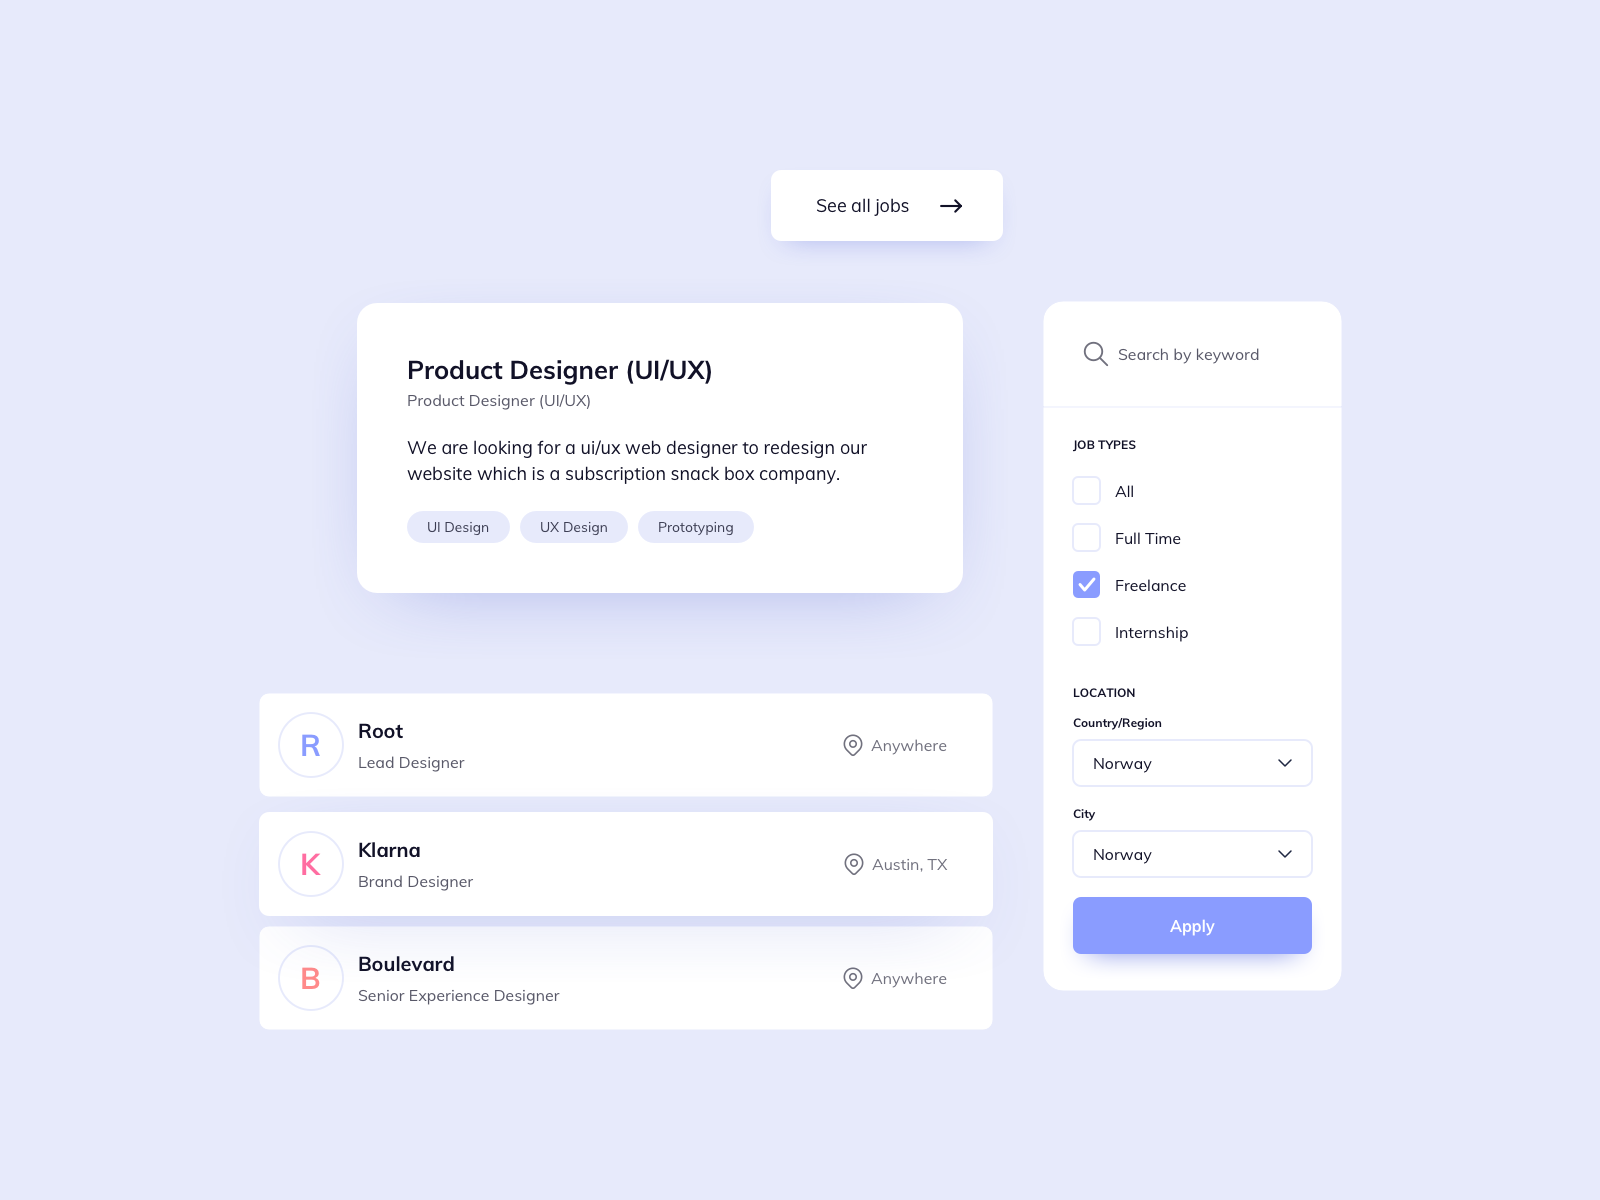 See all jobs
Product Designer (UI/UX)
Product Designer (UI/UX)
We are looking for a ui/ux web designer to redesign our
website which is a subscription snack box company.
UI Design
UX Design
Prototyping
R
Root
Lead Designer
Anywhere
K
Klarna
Brand Designer
Austin, TX
B
Boulevard
Senior Experience Designer
Anywhere
Search by keyword
JOB TYPES
All
Full Time
Freelance
Internship
LOCATION
Country/Region
Norway
City
Norway
Apply